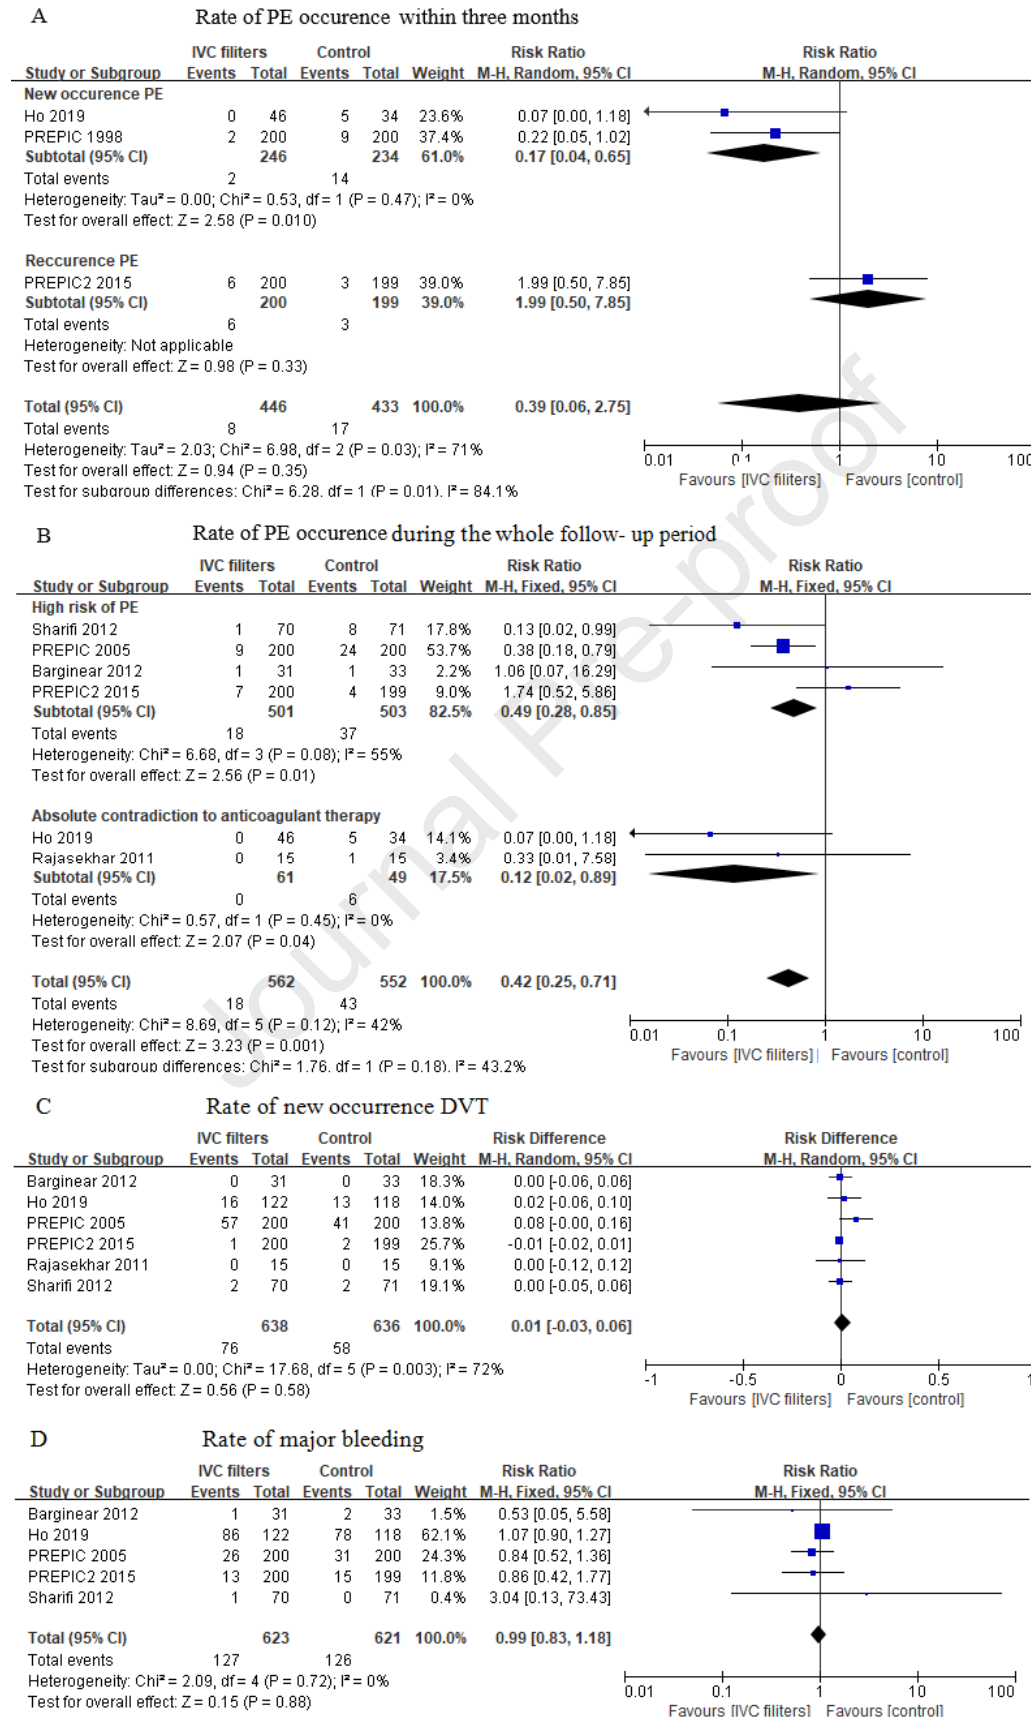 A Rate of PE occurence within three months
IVC filiters Control Risk Ratio Risk Ratio
Study or Subgroup Events Total Events Total Weight M-H, Random, 95% CI M-H, Random, 95% CI
New occurence PE
Ho 2019 0 46 5 34 23.6% 0.07 [0.00, 1.18]
PREPIC 1998 2 200 9 200 37.4% 0.22 [0.05, 1.02]
Subtotal (95% CI) 246 234 61.0% 0.17 [0.04, 0.65]
Total events 2 14
Heterogeneity: Tau² = 0.00; Chi² = 0.53, df = 1 (P = 0.47); I² = 0%
Test for overall effect: Z = 2.58 (P = 0.010)
Reccurence PE
PREPIC2 2015 6 200 3 199 39.0% 1.99 [0.50, 7.85]
Subtotal (95% CI) 200 199 39.0% 1.99 [0.50, 7.85]
Total events 6 3
Heterogeneity: Not applicable
Test for overall effect: Z = 0.98 (P = 0.33)
Total (95% CI) 446 433 100.0% 0.39 [0.06, 2.75]
Total events 8 17
Heterogeneity: Tau² = 2.03; Chi² = 6.98, df = 2 (P = 0.03); I² = 71%
Test for overall effect: Z = 0.94 (P = 0.35)
Test for subgroup differences: Chi² = 6.28. df = 1 (P = 0.01). I² = 84.1%
0.01 0.1 1 10 100
Favours [IVC filiters] Favours [control]
B Rate of PE occurence during the whole follow- up period
IVC filiters Control Risk Ratio Risk Ratio
Study or Subgroup Events Total Events Total Weight M-H, Fixed, 95% CI M-H, Fixed, 95% CI
High risk of PE
Sharifi 2012 1 70 8 71 17.8% 0.13 [0.02, 0.99]
PREPIC 2005 9 200 24 200 53.7% 0.38 [0.18, 0.79]
Barginear 2012 1 31 1 33 2.2% 1.06 [0.07, 16.29]
PREPIC2 2015 7 200 4 199 9.0% 1.74 [0.52, 5.86]
Subtotal (95% CI) 501 503 82.5% 0.49 [0.28, 0.85]
Total events 18 37
Heterogeneity: Chi² = 6.68, df = 3 (P = 0.08); I² = 55%
Test for overall effect: Z = 2.56 (P = 0.01)
Absolute contradiction to anticoagulant therapy
Ho 2019 0 46 5 34 14.1% 0.07 [0.00, 1.18]
Rajasekhar 2011 0 15 1 15 3.4% 0.33 [0.01, 7.58]
Subtotal (95% CI) 61 49 17.5% 0.12 [0.02, 0.89]
Total events 0 6
Heterogeneity: Chi² = 0.57, df = 1 (P = 0.45); I² = 0%
Test for overall effect: Z = 2.07 (P = 0.04)
Total (95% CI) 562 552 100.0% 0.42 [0.25, 0.71]
Total events 18 43
Heterogeneity: Chi² = 8.69, df = 5 (P = 0.12); I² = 42%
Test for overall effect: Z = 3.23 (P = 0.001)
Test for subgroup differences: Chi² = 1.76. df = 1 (P = 0.18). I² = 43.2%
0.01 0.1 1 10 100
Favours [IVC filiters] Favours [control]
C Rate of new occurrence DVT
IVC filters Control Risk Difference Risk Difference
Study or Subgroup Events Total Events Total Weight M-H, Random, 95% CI M-H, Random, 95% CI
Barginear 2012 0 31 0 33 18.3% 0.00 [-0.06, 0.06]
Ho 2019 16 122 13 118 14.0% 0.02 [-0.06, 0.10]
PREPIC 2005 57 200 41 200 13.8% 0.08 [-0.00, 0.16]
PREPIC2 2015 1 200 2 199 25.7% -0.01 [-0.02, 0.01]
Rajasekhar 2011 0 15 0 15 9.1% 0.00 [-0.12, 0.12]
Sharifi 2012 2 70 2 71 19.1% 0.00 [-0.05, 0.06]
Total (95% CI) 638 636 100.0% 0.01 [-0.03, 0.06]
Total events 76 58
Heterogeneity: Tau² = 0.00; Chi² = 17.68, df = 5 (P = 0.003); I² = 72%
Test for overall effect: Z = 0.56 (P = 0.58)
-1 -0.5 0 0.5 1
Favours [IVC filiters] Favours [control]
D Rate of major bleeding
IVC filters Control Risk Ratio Risk Ratio
Study or Subgroup Events Total Events Total Weight M-H, Fixed, 95% CI M-H, Fixed, 95% CI
Barginear 2012 1 31 2 33 1.5% 0.53 [0.05, 5.58]
Ho 2019 86 122 78 118 62.1% 1.07 [0.90, 1.27]
PREPIC 2005 26 200 31 200 24.3% 0.84 [0.52, 1.36]
PREPIC2 2015 13 200 15 199 11.8% 0.86 [0.42, 1.77]
Sharifi 2012 1 70 0 71 0.4% 3.04 [0.13, 73.43]
Total (95% CI) 623 621 100.0% 0.99 [0.83, 1.18]
Total events 127 126
Heterogeneity: Chi² = 2.09, df = 4 (P = 0.72); I² = 0%
Test for overall effect: Z = 0.15 (P = 0.88)
0.01 0.1 1 10 100
Favours [IVC filiters] Favours [control]
Journal Pre-proof